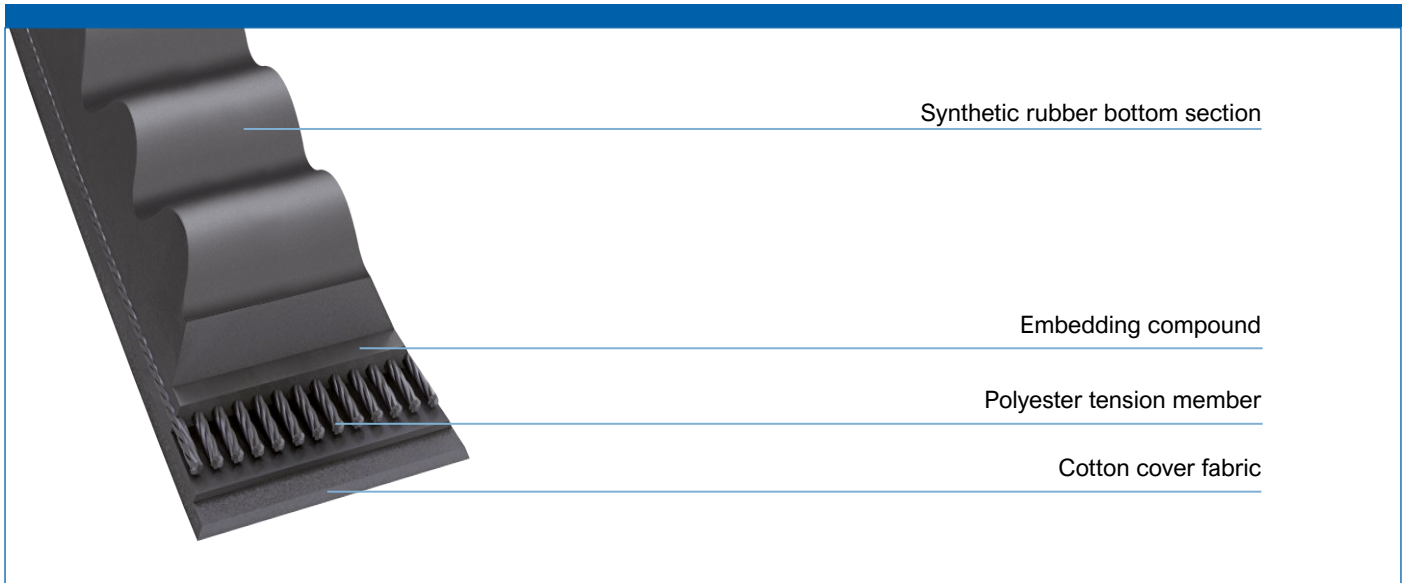 Synthetic rubber bottom section
Embedding compound
Polyester tension member
Cotton cover fabric